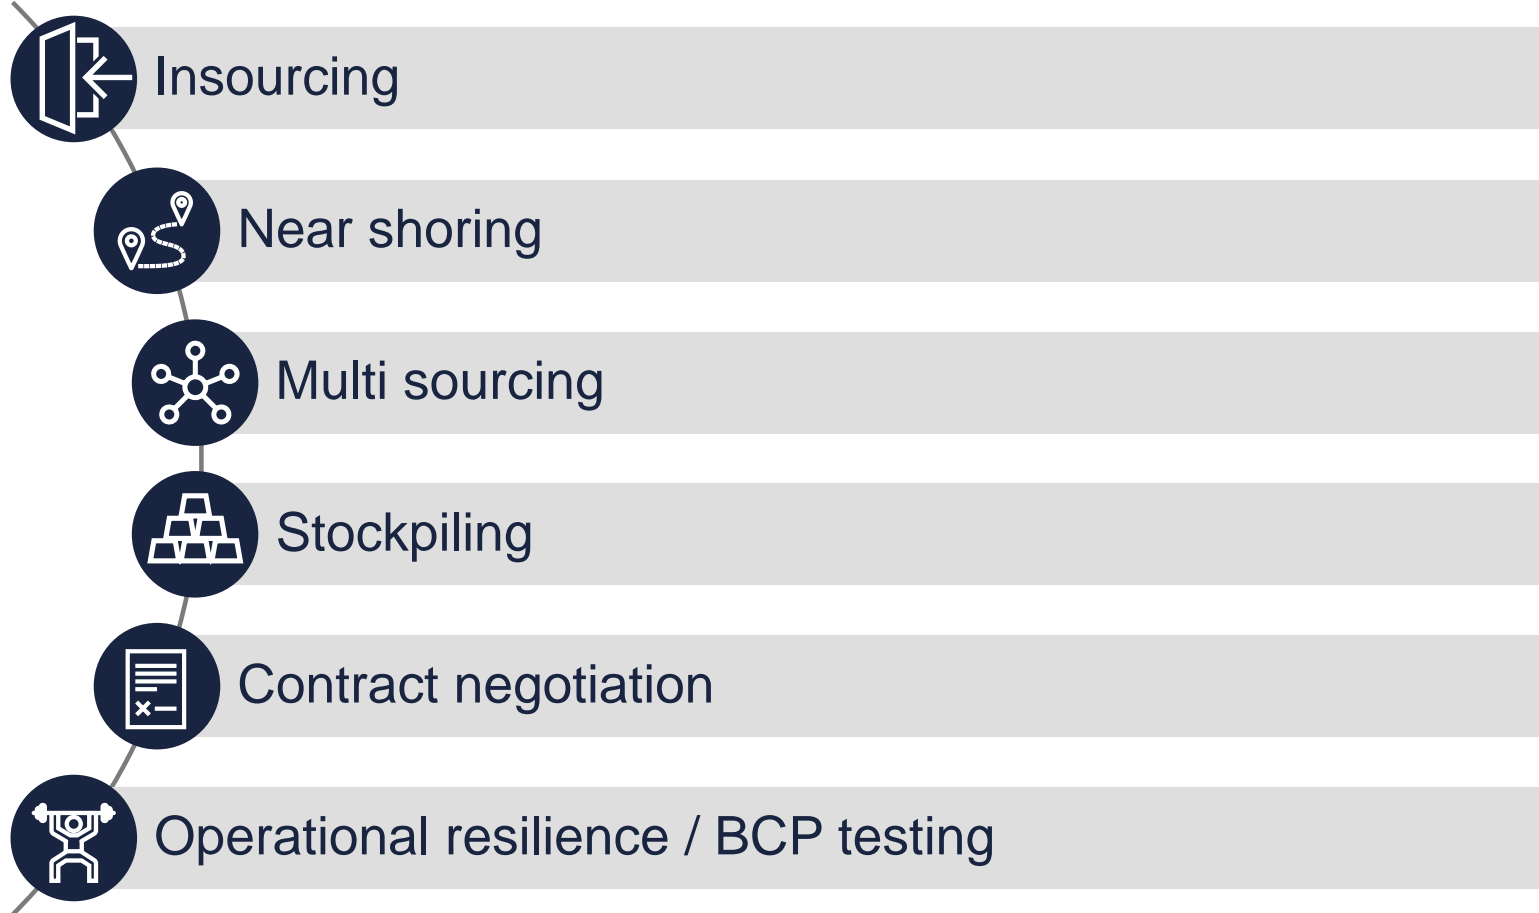 Insourcing
Near shoring
Multi sourcing
Stockpiling
Contract negotiation
Operational resilience / BCP testing